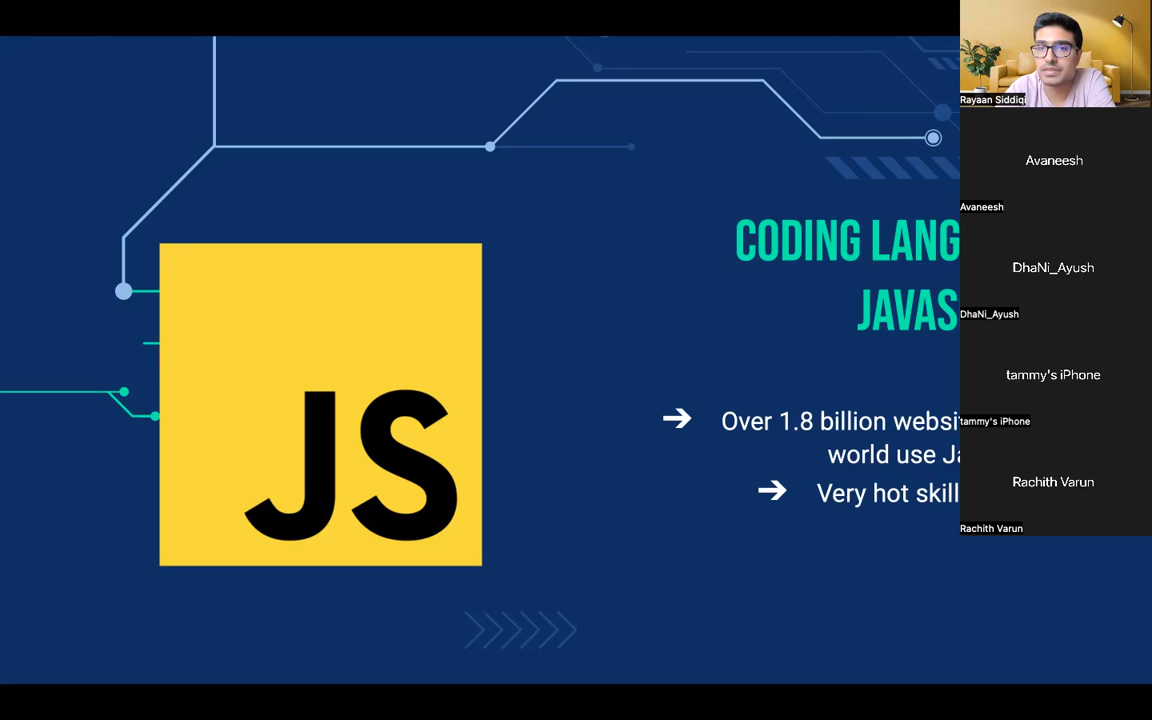 CODING LANG
JAVAS
JS
➔ Over 1.8 billion websi
world use Ja
➔ Very hot skill
Rayaan Siddiqi
Avaneesh
Avaneesh
DhaNi_Ayush
DhaNi_Ayush
tammy's iPhone
tammy's iPhone
Rachith Varun
Rachith Varun